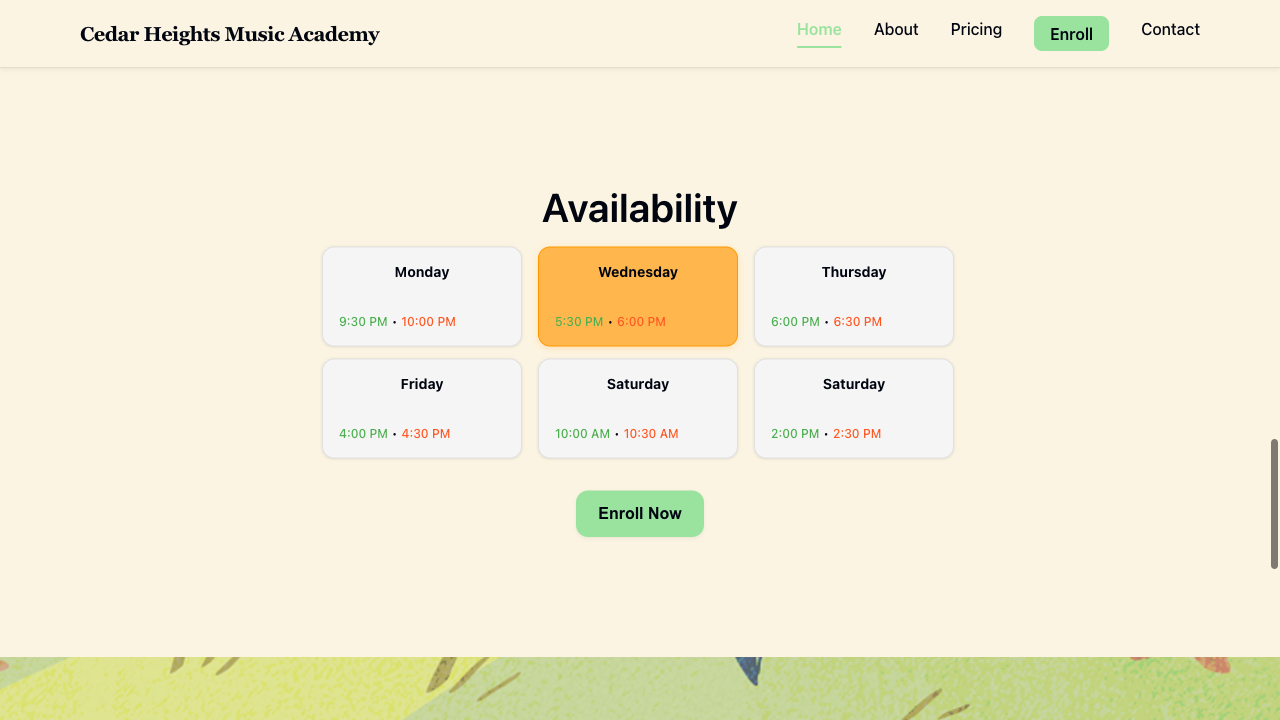 Cedar Heights Music Academy
Home
About
Pricing
Enroll
Contact
Availability
Monday
9:30 PM • 10:00 PM
Wednesday
5:30 PM • 6:00 PM
Thursday
6:00 PM • 6:30 PM
Friday
4:00 PM • 4:30 PM
Saturday
10:00 AM • 10:30 AM
Saturday
2:00 PM • 2:30 PM
Enroll Now